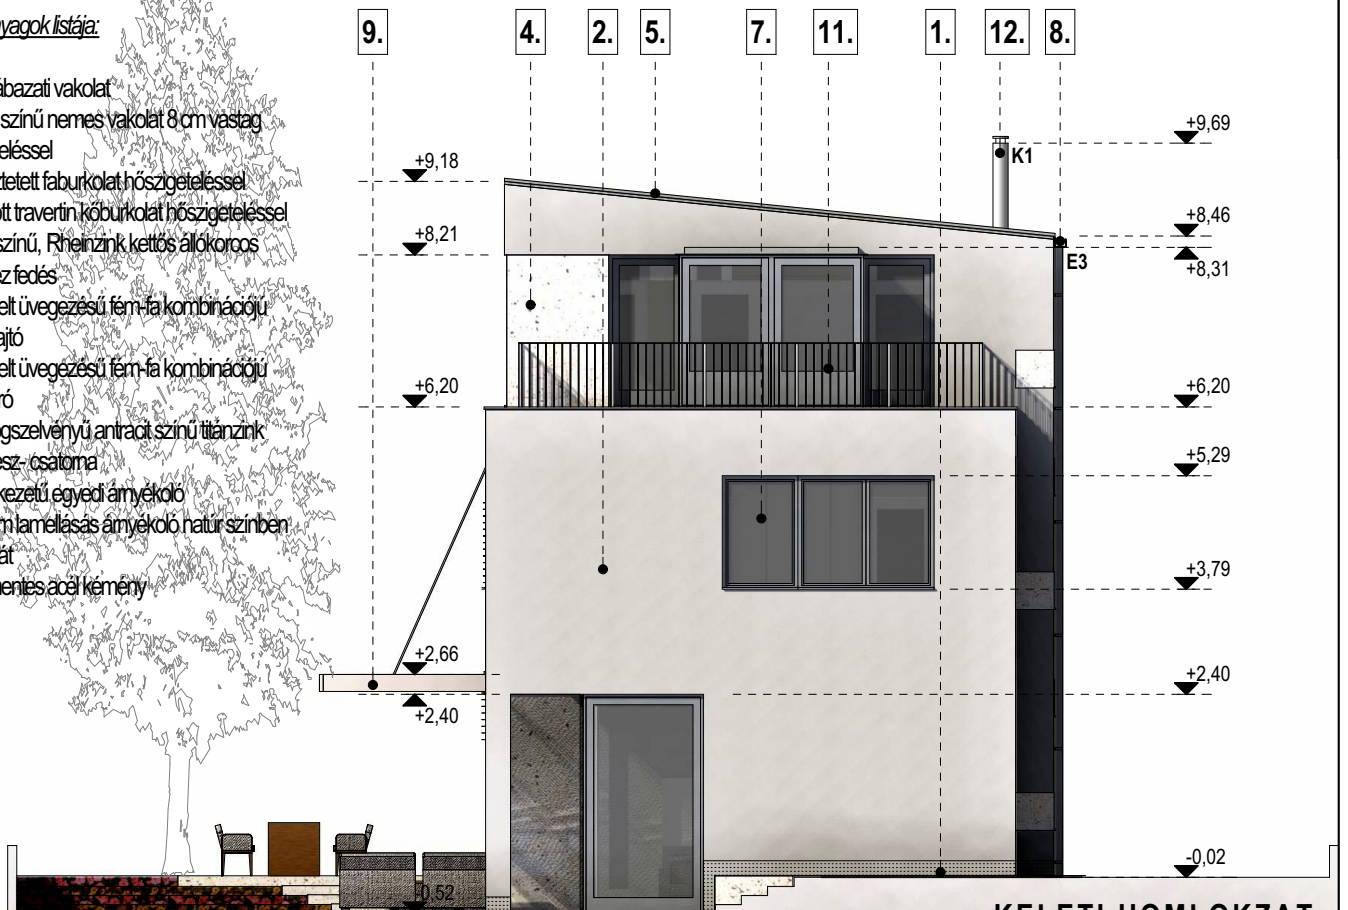 yagok listája:
9. 4. 2. 5. 7. 11. 1. 12. 8.
ábazati vakolat
színű nemes vakolat 8 cm vastag
eléssel
ztetett faburkolat hőszigeteléssel
ott travertin kőburkolat hőszigeteléssel
színű, Rheinzink kettős állókorcos
ez fedés
elt üvegezésű fém-fa kombinációjú
ajtó
elt üvegezésű fém-fa kombinációjú
ró
ögszelvényű antracit színű titánzink
esz- csatorna
kezetű egyedi árnyékoló
m lamellásás árnyékoló natúr színben
át
mentes acél kémény
+9,18
+8,21
+6,20
+2,66
+2,40
-0,52
K1
E3
+9,69
+8,46
+8,31
+6,20
+5,29
+3,79
+2,40
-0,02
KELETI HOMLOKZAT